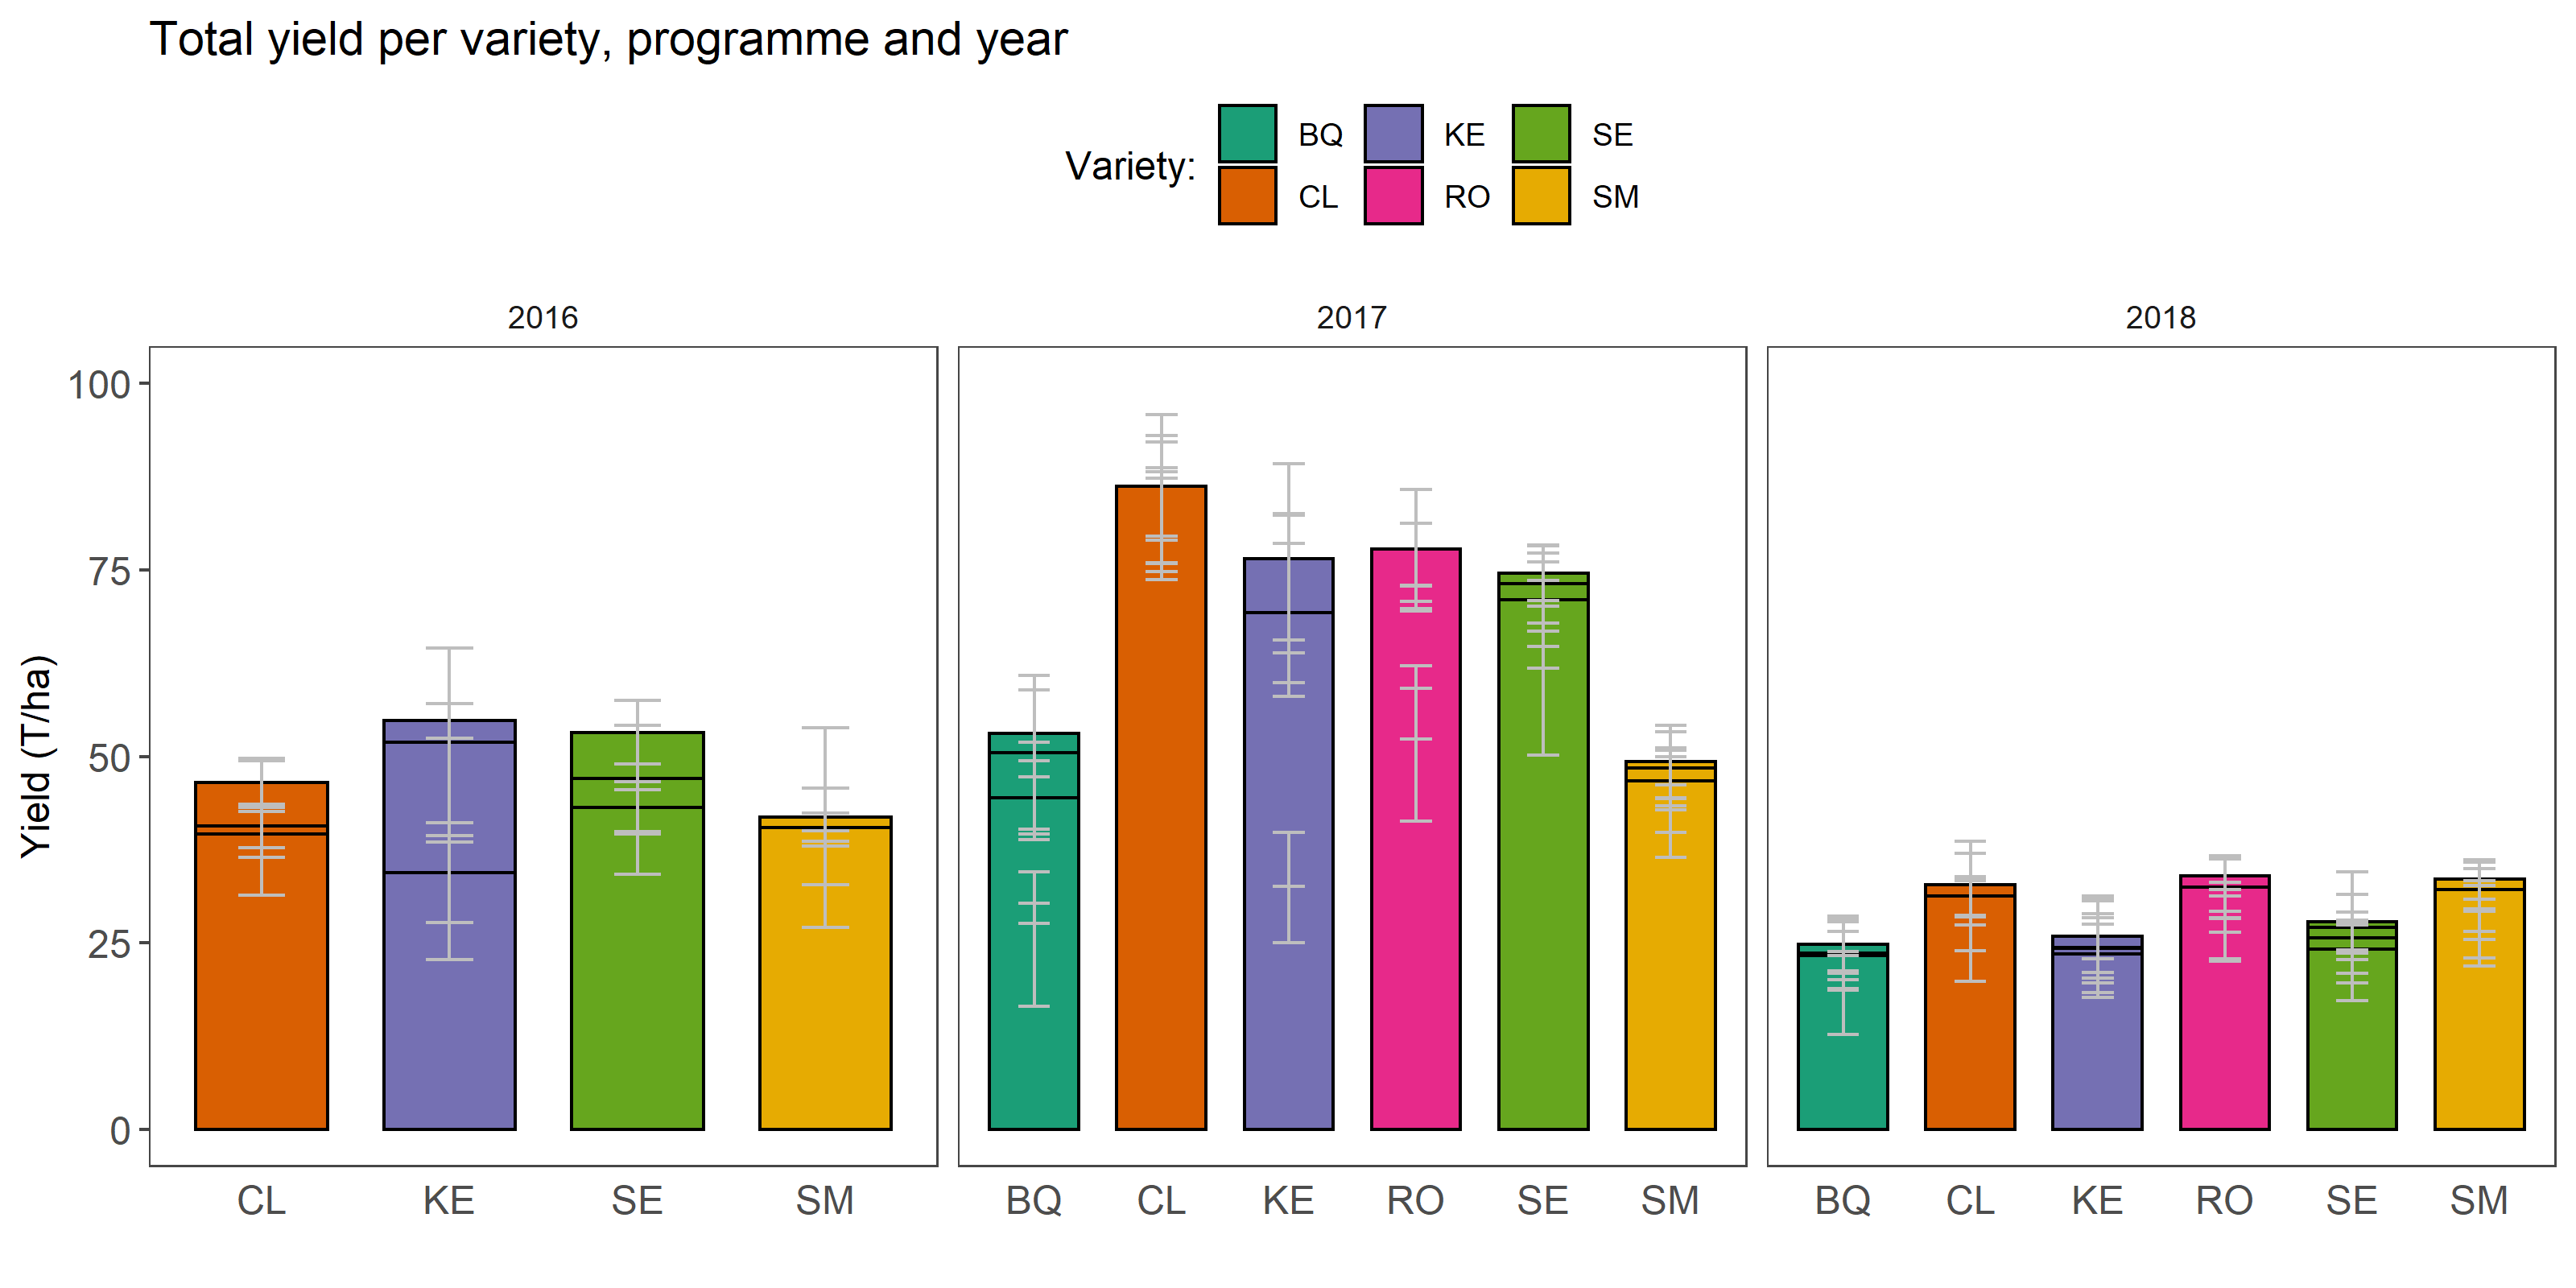 Total yield per variety, programme and year
Variety:
BQ KE SE
CL RO SM
2016 2017 2018
Yield (T/ha)
100
75
50
25
0
CL KE SE SM BQ CL KE RO SE SM BQ CL KE RO SE SM